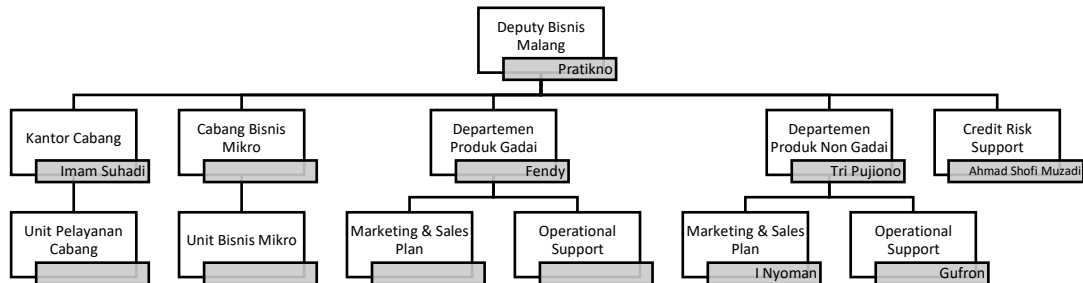 Deputy Bisnis
Malang
Pratikno
Kantor Cabang
Imam Suhadi
Cabang Bisnis
Mikro
Departemen
Produk Gadai
Fendy
Departemen
Produk Non Gadai
Tri Pujiono
Credit Risk
Support
Ahmad Shofi Muzadi
Unit Pelayanan
Cabang
Unit Bisnis Mikro
Marketing & Sales
Plan
Operational
Support
Marketing & Sales
Plan
I Nyoman
Operational
Support
Gufron